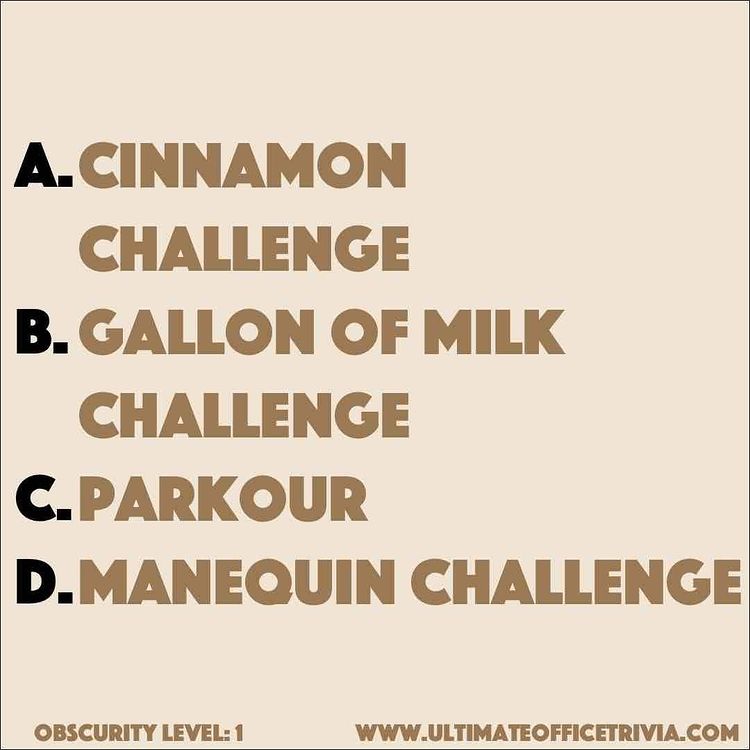 A. CINNAMON
CHALLENGE
B. GALLON OF MILK
CHALLENGE
C. PARKOUR
D. MANEQUIN CHALLENGE
OBSCURITY LEVEL: 1 WWW.ULTIMATEOFFICETRIVIA.COM